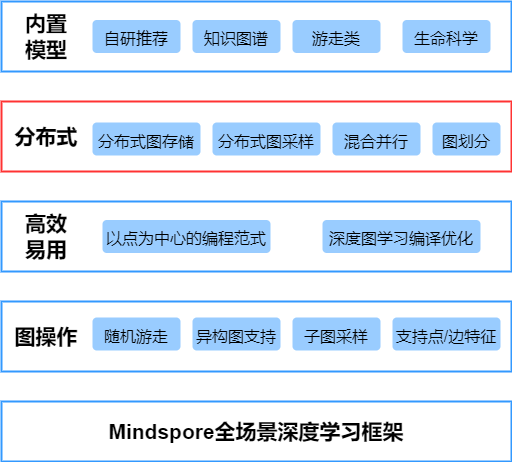 内置
模型
自研推荐
知识图谱
游走类
生命科学
分布式
分布式图存储
分布式图采样
混合并行
图划分
高效
易用
以点为中心的编程范式
深度图学习编译优化
图操作
随机游走
异构图支持
子图采样
支持点/边特征
Mindspore全场景深度学习框架